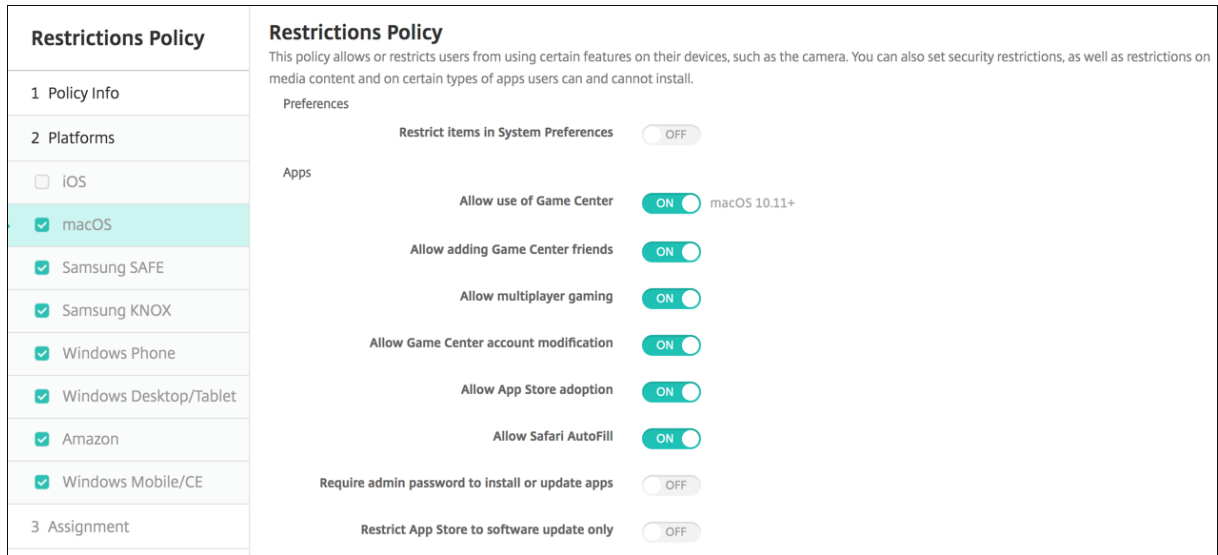 Restrictions Policy
1 Policy Info
2 Platforms
iOS
macOS
Samsung SAFE
Samsung KNOX
Windows Phone
Windows Desktop/Tablet
Amazon
Windows Mobile/CE
3 Assignment
Restrictions Policy
This policy allows or restricts users from using certain features on their devices, such as the camera. You can also set security restrictions, as well as restrictions on
media content and on certain types of apps users can and cannot install.
Preferences
Restrict items in System Preferences OFF
Apps
Allow use of Game Center ON macOS 10.11+
Allow adding Game Center friends ON
Allow multiplayer gaming ON
Allow Game Center account modification ON
Allow App Store adoption ON
Allow Safari AutoFill ON
Require admin password to install or update apps OFF
Restrict App Store to software update only OFF